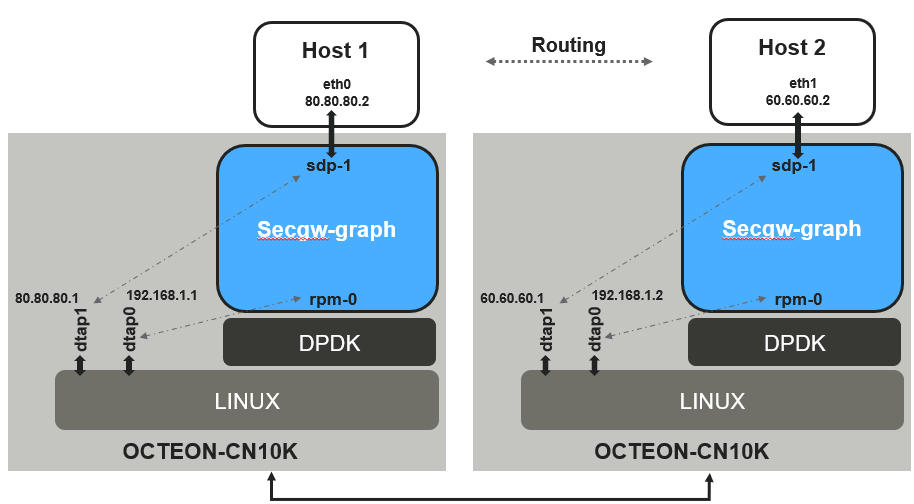 Host 1
eth0
80.80.80.2
Routing
Host 2
eth1
60.60.60.2
sdp-1
Secgw-graph
80.80.80.1
192.168.1.1
rpm-0
dtap1
dtap0
DPDK
LINUX
OCTEON-CN10K
sdp-1
Secgw-graph
60.60.60.1
192.168.1.2
rpm-0
dtap1
dtap0
DPDK
LINUX
OCTEON-CN10K